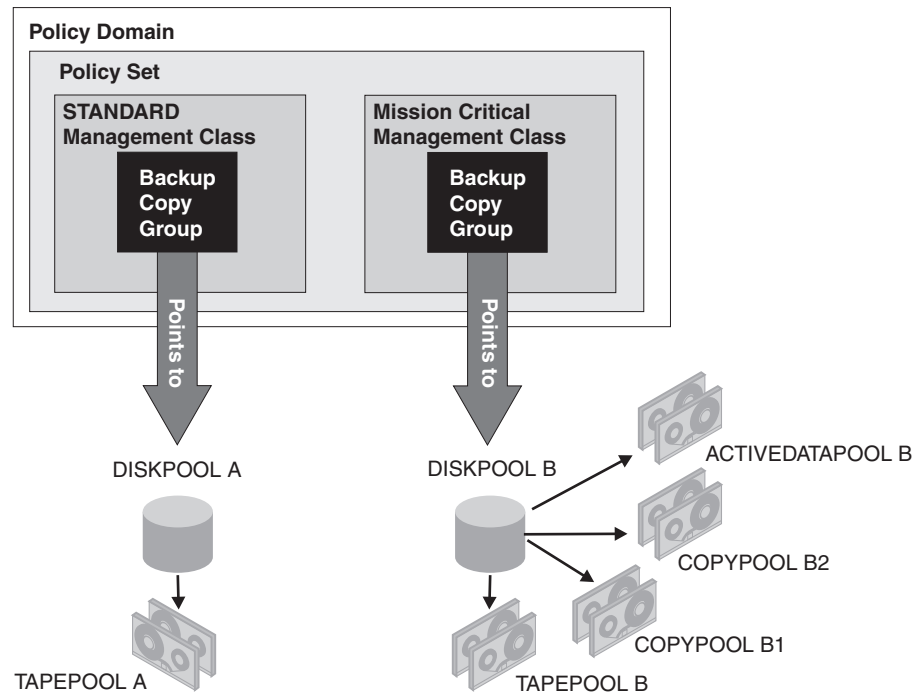 Policy Domain
Policy Set
STANDARD
Management Class
Backup
Copy
Group
Points to
Mission Critical
Management Class
Backup
Copy
Group
Points to
DISKPOOL A
DISKPOOL B
ACTIVEDATAPOOL B
COPYPOOL B2
COPYPOOL B1
TAPEPOOL A
TAPEPOOL B